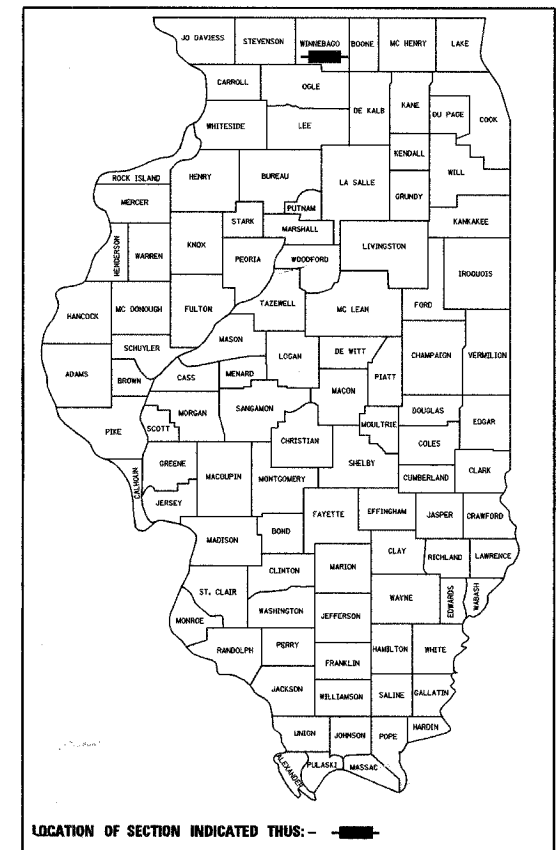 JO DAVIESS
STEVENSON
WINNEBAGO
BOONE
MC HENRY
LAKE
CARROLL
OGLE
DE KALB
KANE
DU PAGE
COOK
WHITESIDE
LEE
KENDALL
WILL
ROCK ISLAND
HENRY
BUREAU
LA SALLE
GRUNDY
MERCER
PUTNAM
KANKAKEE
STARK
MARSHALL
HENDERSON
WARREN
KNOX
PEORIA
WOODFORD
LIVINGSTON
IROQUOIS
HANCOCK
MC DONOUGH
FULTON
TAZEWELL
MC LEAN
FORD
SCHUYLER
MASON
LOGAN
DE WITT
CHAMPAIGN
VERMILION
ADAMS
BROWN
CASS
MENARD
MACON
PIATT
PIKE
SCOTT
MORGAN
SANGAMON
CHRISTIAN
MOULTRIE
DOUGLAS
EDGAR
COLES
CALHOUN
GREENE
MACOUPIN
MONTGOMERY
SHELBY
CUMBERLAND
CLARK
JERSEY
FAYETTE
EFFINGHAM
JASPER
CRAWFORD
MADISON
BOND
CLAY
RICHLAND
LAWRENCE
MARION
CLINTON
ST. CLAIR
WAYNE
EDWARDS
WABASH
WASHINGTON
JEFFERSON
MONROE
RANDOLPH
PERRY
HAMILTON
WHITE
FRANKLIN
JACKSON
WILLIAMSON
SALINE
GALLATIN
UNION
JOHNSON
POPE
HARDIN
ALEXANDER
PULASKI
MASSAC
LOCATION OF SECTION INDICATED THUS: -